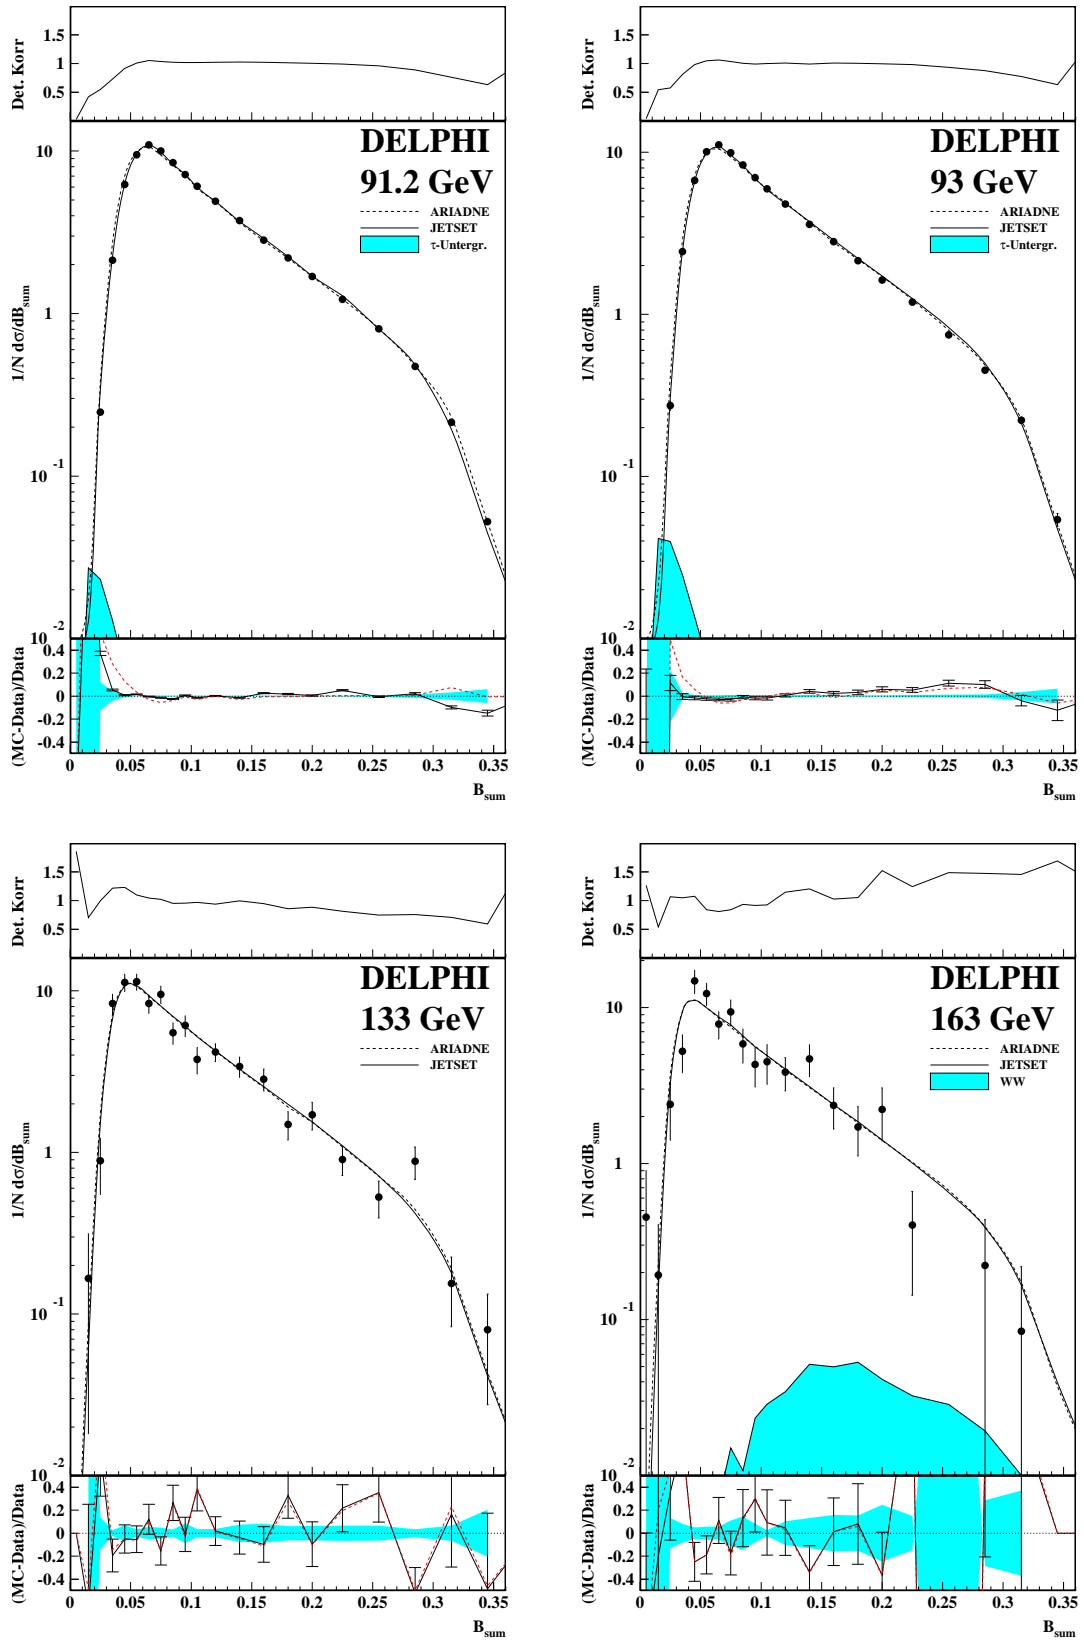 Det. Korr
1.5
1
0.5
DELPHI
91.2 GeV
ARIADNE
JETSET
τ-Untergr.
1/N dσ/dB_sum
10
1
10^-1
10^-2
(MC-Data)/Data
0.4
0.2
0
-0.2
-0.4
0 0.05 0.1 0.15 0.2 0.25 0.3 0.35
B_sum
Det. Korr
1.5
1
0.5
DELPHI
93 GeV
ARIADNE
JETSET
τ-Untergr.
1/N dσ/dB_sum
10
1
10^-1
10^-2
(MC-Data)/Data
0.4
0.2
0
-0.2
-0.4
0 0.05 0.1 0.15 0.2 0.25 0.3 0.35
B_sum
Det. Korr
1.5
1
0.5
DELPHI
133 GeV
ARIADNE
JETSET
1/N dσ/dB_sum
10
1
10^-1
10^-2
(MC-Data)/Data
0.4
0.2
0
-0.2
-0.4
0 0.05 0.1 0.15 0.2 0.25 0.3 0.35
B_sum
Det. Korr
1.5
1
0.5
DELPHI
163 GeV
ARIADNE
JETSET
WW
1/N dσ/dB_sum
10
1
10^-1
10^-2
(MC-Data)/Data
0.4
0.2
0
-0.2
-0.4
0 0.05 0.1 0.15 0.2 0.25 0.3 0.35
B_sum